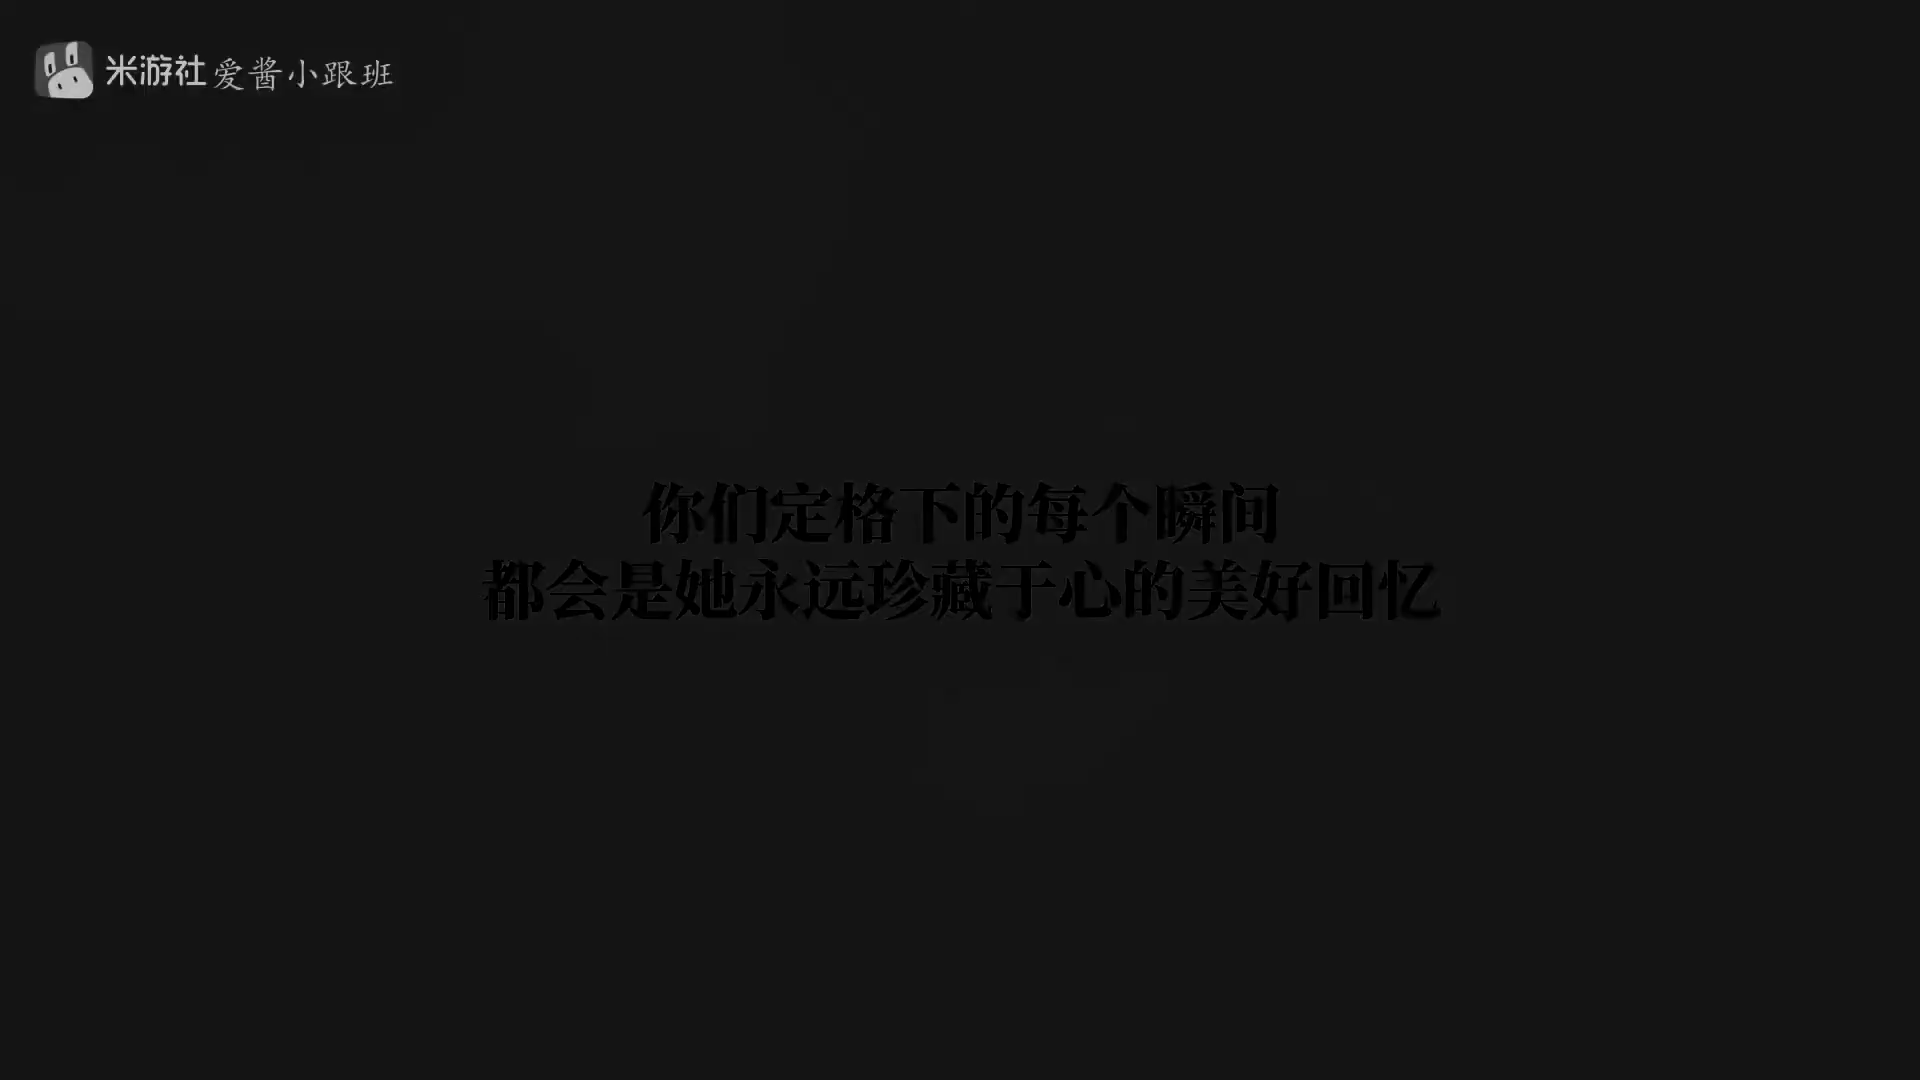 米游社爱酱小跟班
你们定格下的每个瞬间
都会是她永远珍藏于心的美好回忆